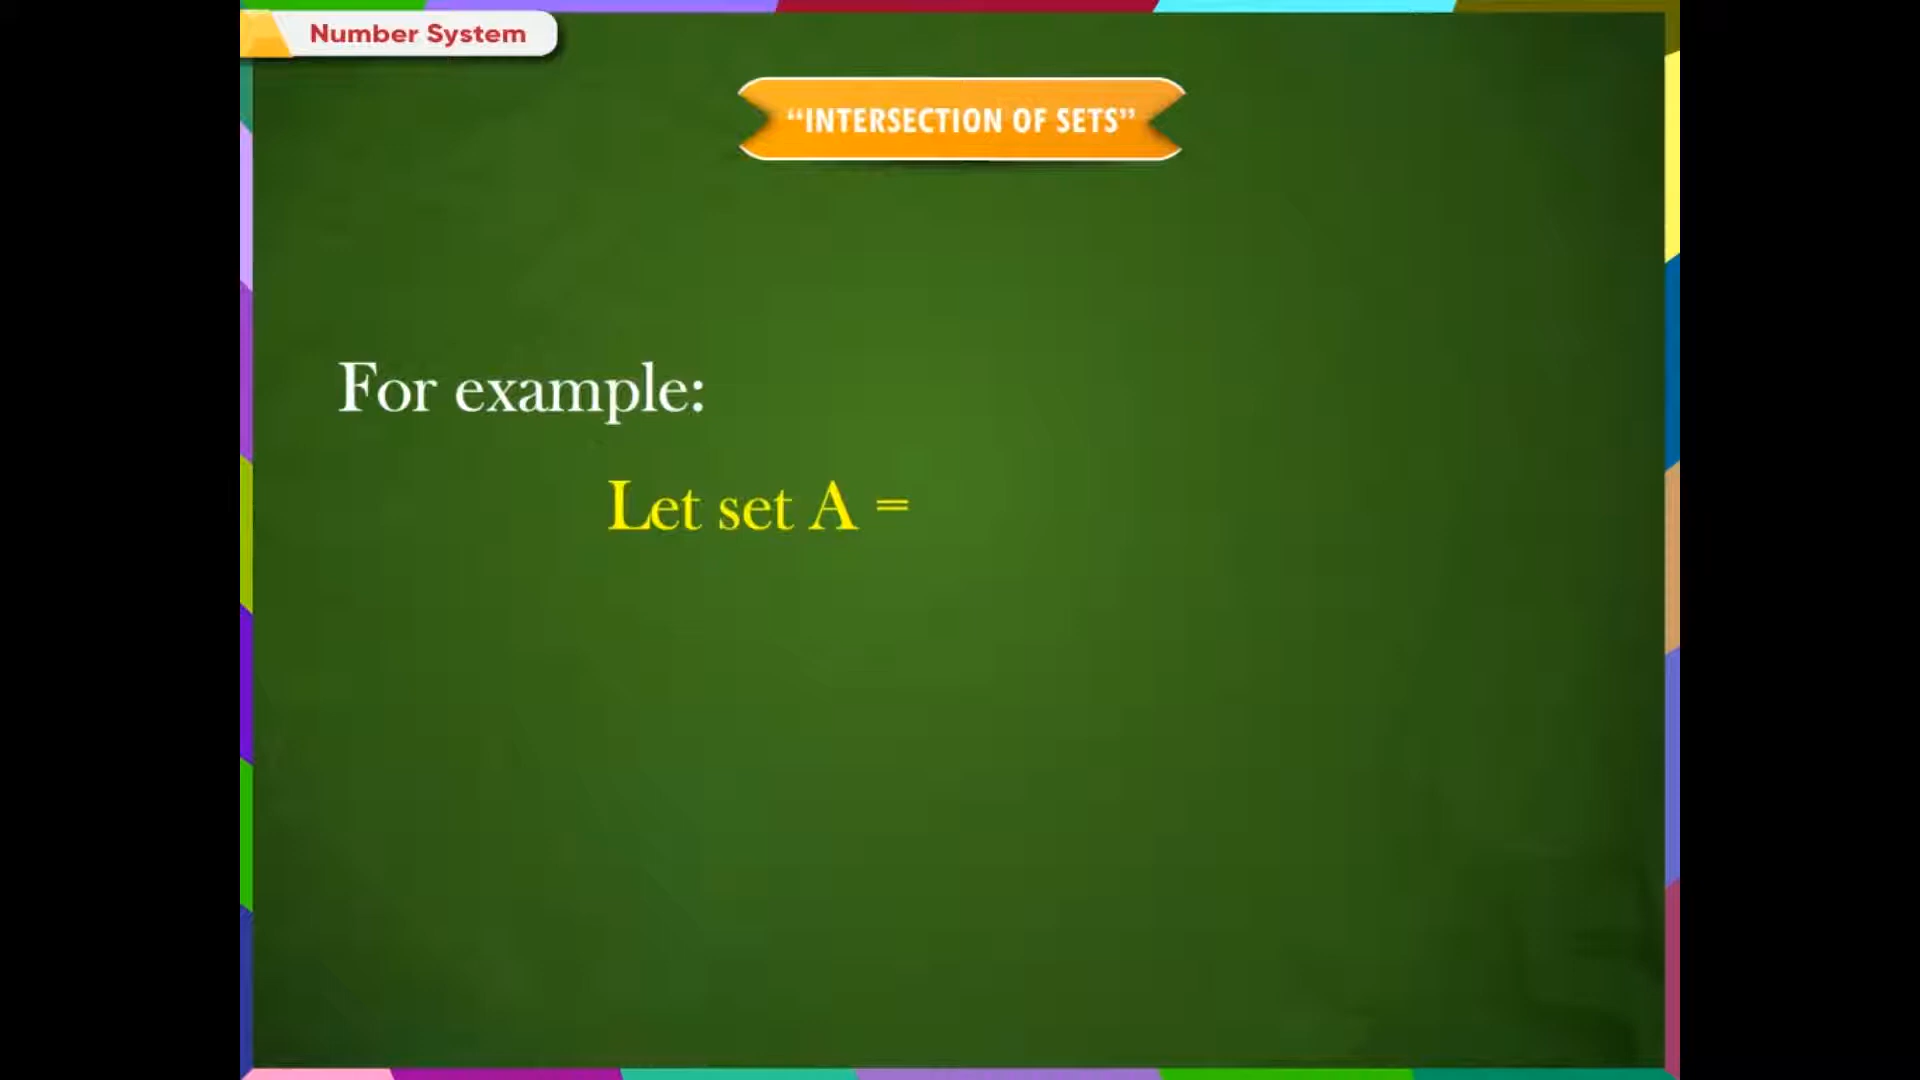 Number System
“INTERSECTION OF SETS”
For example:
Let set A =